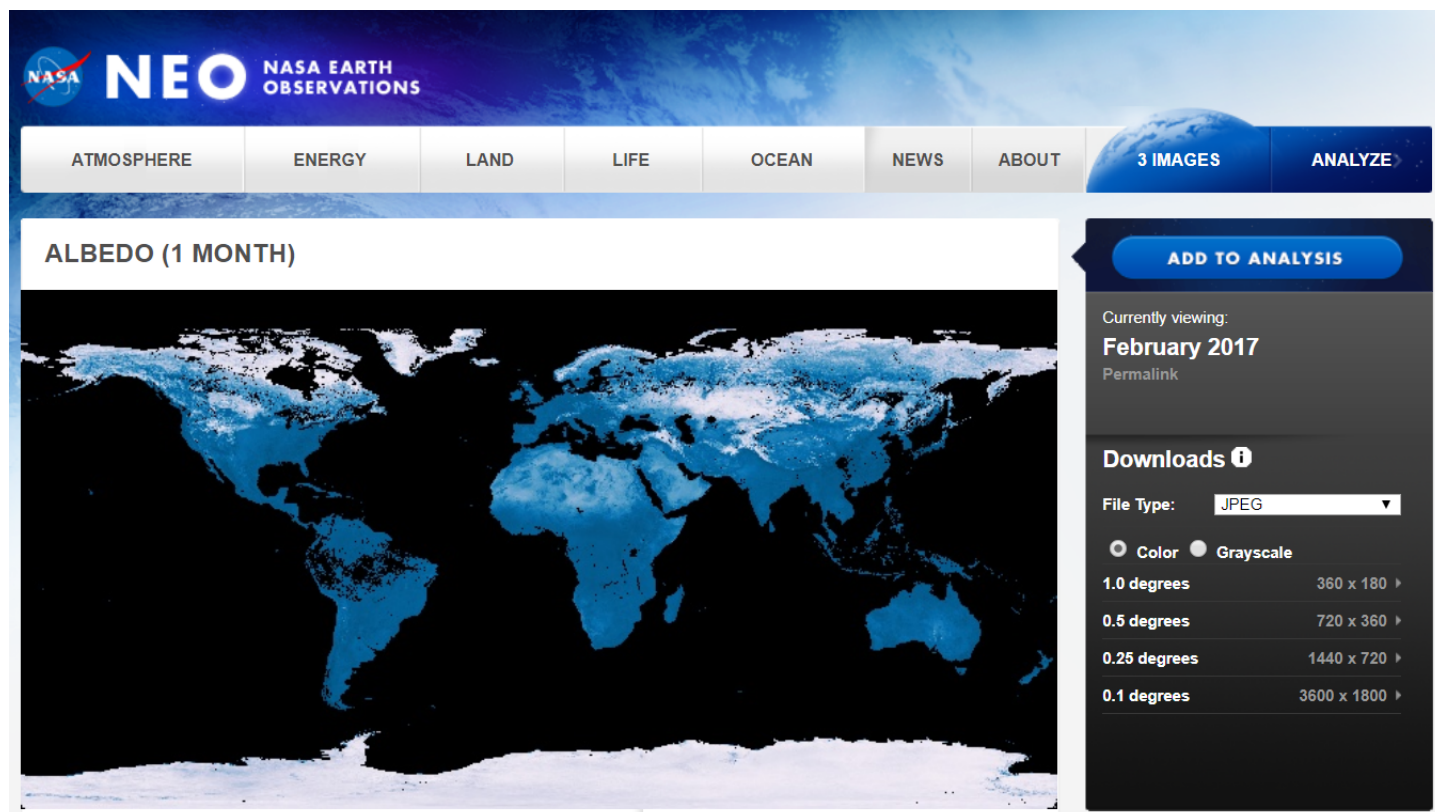 NASA
NEO NASA EARTH
OBSERVATIONS
ATMOSPHERE ENERGY LAND LIFE OCEAN NEWS ABOUT 3 IMAGES ANALYZE
ALBEDO (1 MONTH)
ADD TO ANALYSIS
Currently viewing:
February 2017
Permalink
Downloads i
File Type: JPEG
Color Grayscale
1.0 degrees 360 x 180
0.5 degrees 720 x 360
0.25 degrees 1440 x 720
0.1 degrees 3600 x 1800